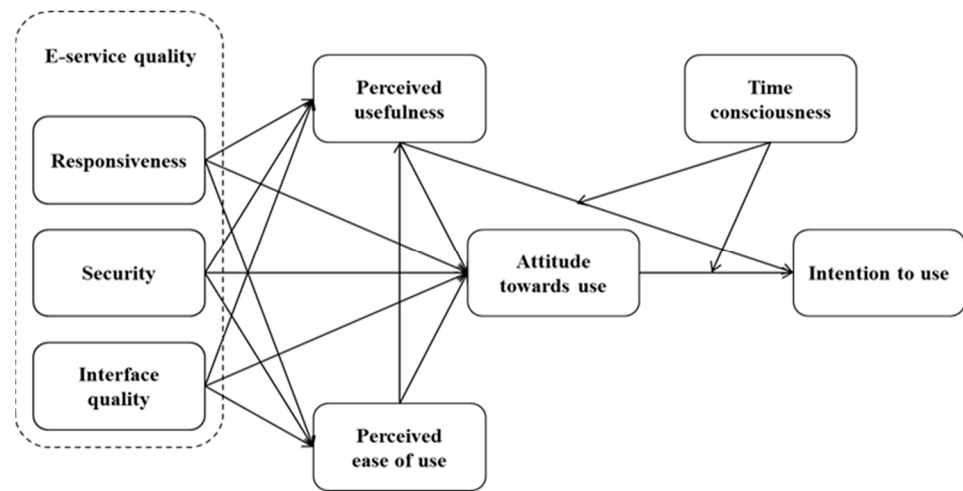 E-service quality
Responsiveness
Security
Interface
quality
Perceived
usefulness
Perceived
ease of use
Attitude
towards use
Time
consciousness
Intention to use